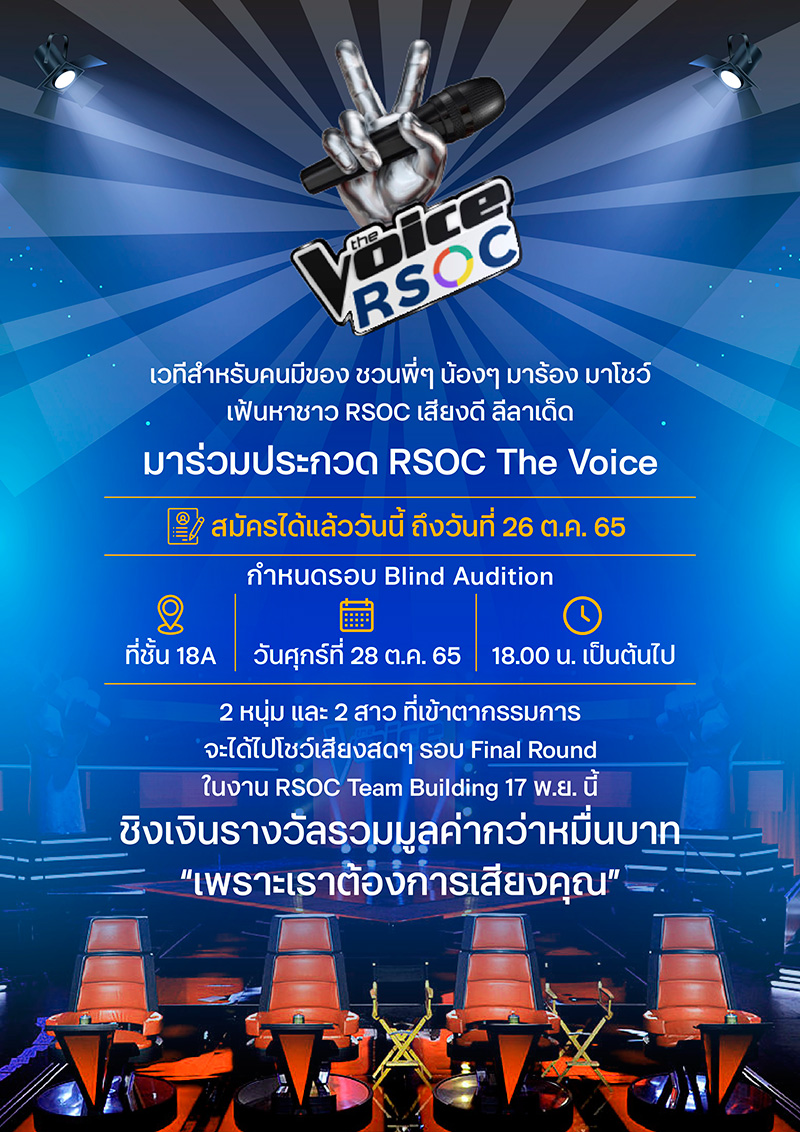 the
Voice
RSOC
เวทีสำหรับคนมีของ ชวนพี่ๆ น้องๆ มาร้อง มาโชว์
เฟ้นหาชาว RSOC เสียงดี ลีลาเด็ด
มาร่วมประกวด RSOC The Voice
สมัครได้แล้ววันนี้ ถึงวันที่ 26 ต.ค. 65
กำหนดรอบ Blind Audition
ที่ชั้น 18A
วันศุกร์ที่ 28 ต.ค. 65
18.00 น. เป็นต้นไป
2 หนุ่ม และ 2 สาว ที่เข้าตากรรมการ
จะได้ไปโชว์เสียงสดๆ รอบ Final Round
ในงาน RSOC Team Building 17 พ.ย. นี้
ชิงเงินรางวัลรวมมูลค่ากว่าหมื่นบาท
“เพราะเราต้องการเสียงคุณ”